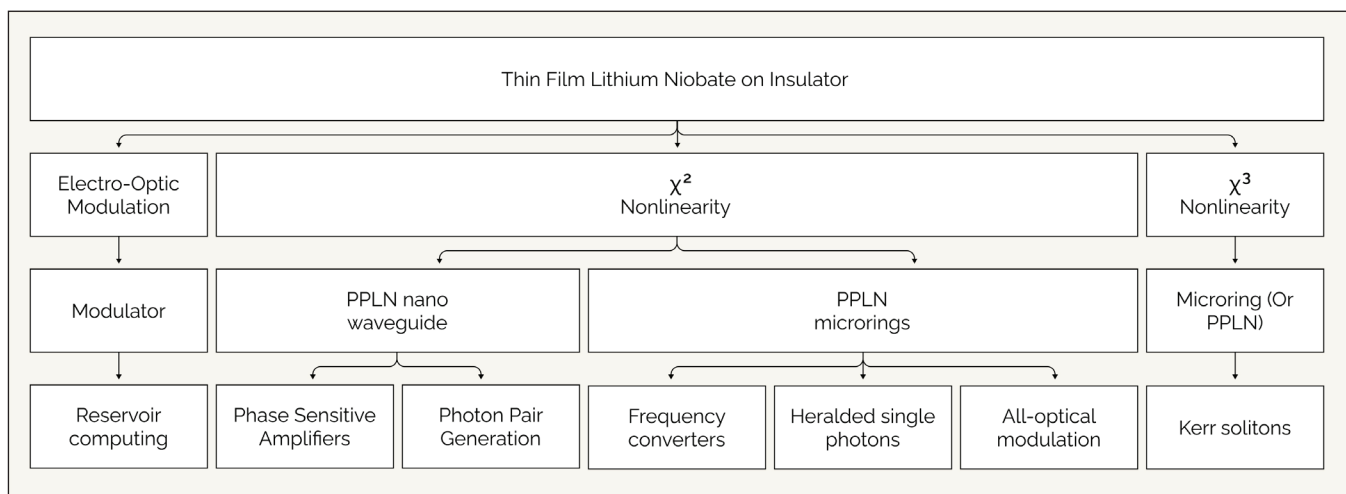 Thin Film Lithium Niobate on Insulator
Electro-Optic
Modulation
χ²
Nonlinearity
χ³
Nonlinearity
Modulator
PPLN nano
waveguide
PPLN
microrings
Microring (Or
PPLN)
Reservoir
computing
Phase Sensitive
Amplifiers
Photon Pair
Generation
Frequency
converters
Heralded single
photons
All-optical
modulation
Kerr solitons